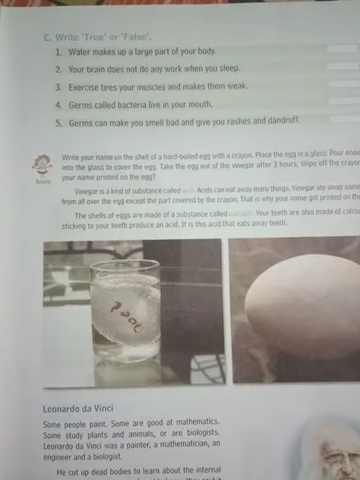 C. Write 'True' or 'False'.
1. Water makes up a large part of your body.
2. Your brain does not do any work when you sleep.
3. Exercise tires your muscles and makes them weak.
4. Germs called bacteria live in your mouth.
5. Germs can make you smell bad and give you rashes and dandruff.
Write your name on the shell of a hard-boiled egg with a crayon. Place the egg in a glass. Pour
into the glass to cover the egg. Take the egg out of the vinegar after 3 hours. Wipe off the
your name printed on the egg?
Activity
Vinegar is a kind of substance called acid. Acids can eat away many things. Vinegar ate away some
from all over the egg except the part covered by the crayon. That is why your name got printed on
The shells of eggs are made of a substance called calcium. Your teeth are also made of
sticking to your teeth produce an acid. It is this acid that eats away teeth.
Leonardo da Vinci
Some people paint. Some are good at mathematics.
Some study plants and animals, or are biologists.
Leonardo da Vinci was a painter, a mathematician, an
engineer and a biologist.
He cut up dead bodies to learn about the internal